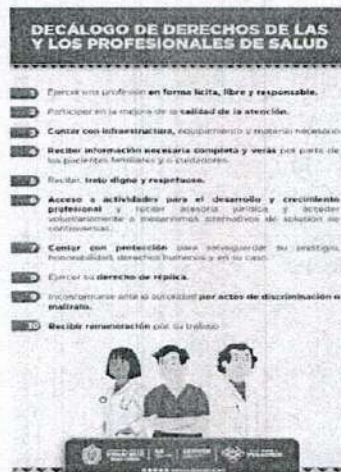 DECÁLOGO DE DERECHOS DE LAS
Y LOS PROFESIONALES DE SALUD
Ejercer una profesión en forma lícita, libre y responsable.
Participar en la mejora de la calidad de la atención.
Contar con infraestructura, equipamiento y material necesario
Recibir información necesaria completa y veraz por parte de
los pacientes familiares y o cuidadores.
Recibir trato digno y respetuoso.
Acceso a actividades para el desarrollo y crecimiento
profesional y recibir asesoría jurídica y acceder
voluntariamente a mecanismos alternativos de solución de
controversias.
Contar con protección para salvaguardar su prestigio,
honorabilidad, derechos humanos y en su caso.
Ejercer su derecho de réplica.
Inconformarse ante la autoridad por actos de discriminación o
maltrato.
10 Recibir remuneración por su trabajo